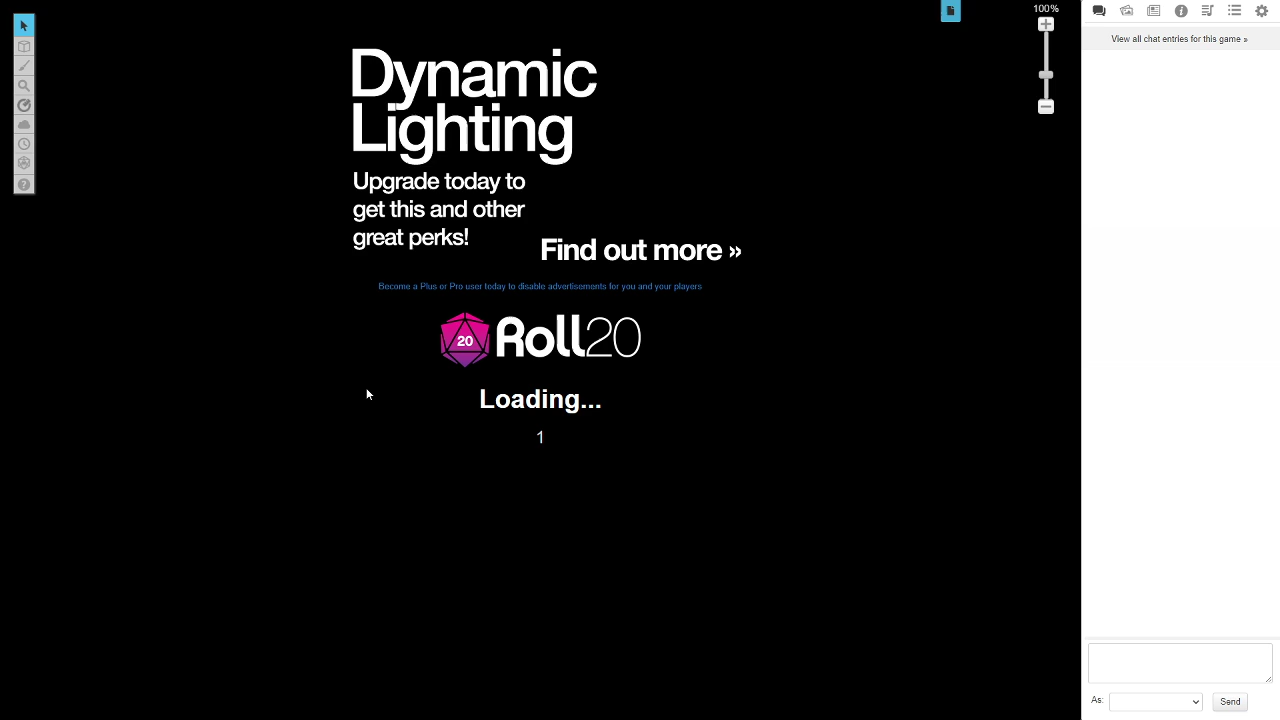 100%
View all chat entries for this game »
Dynamic
Lighting
Upgrade today to
get this and other
great perks!
Find out more »
Become a Plus or Pro user today to disable advertisements for you and your players
20
Roll20
Loading...
1
As:
Send